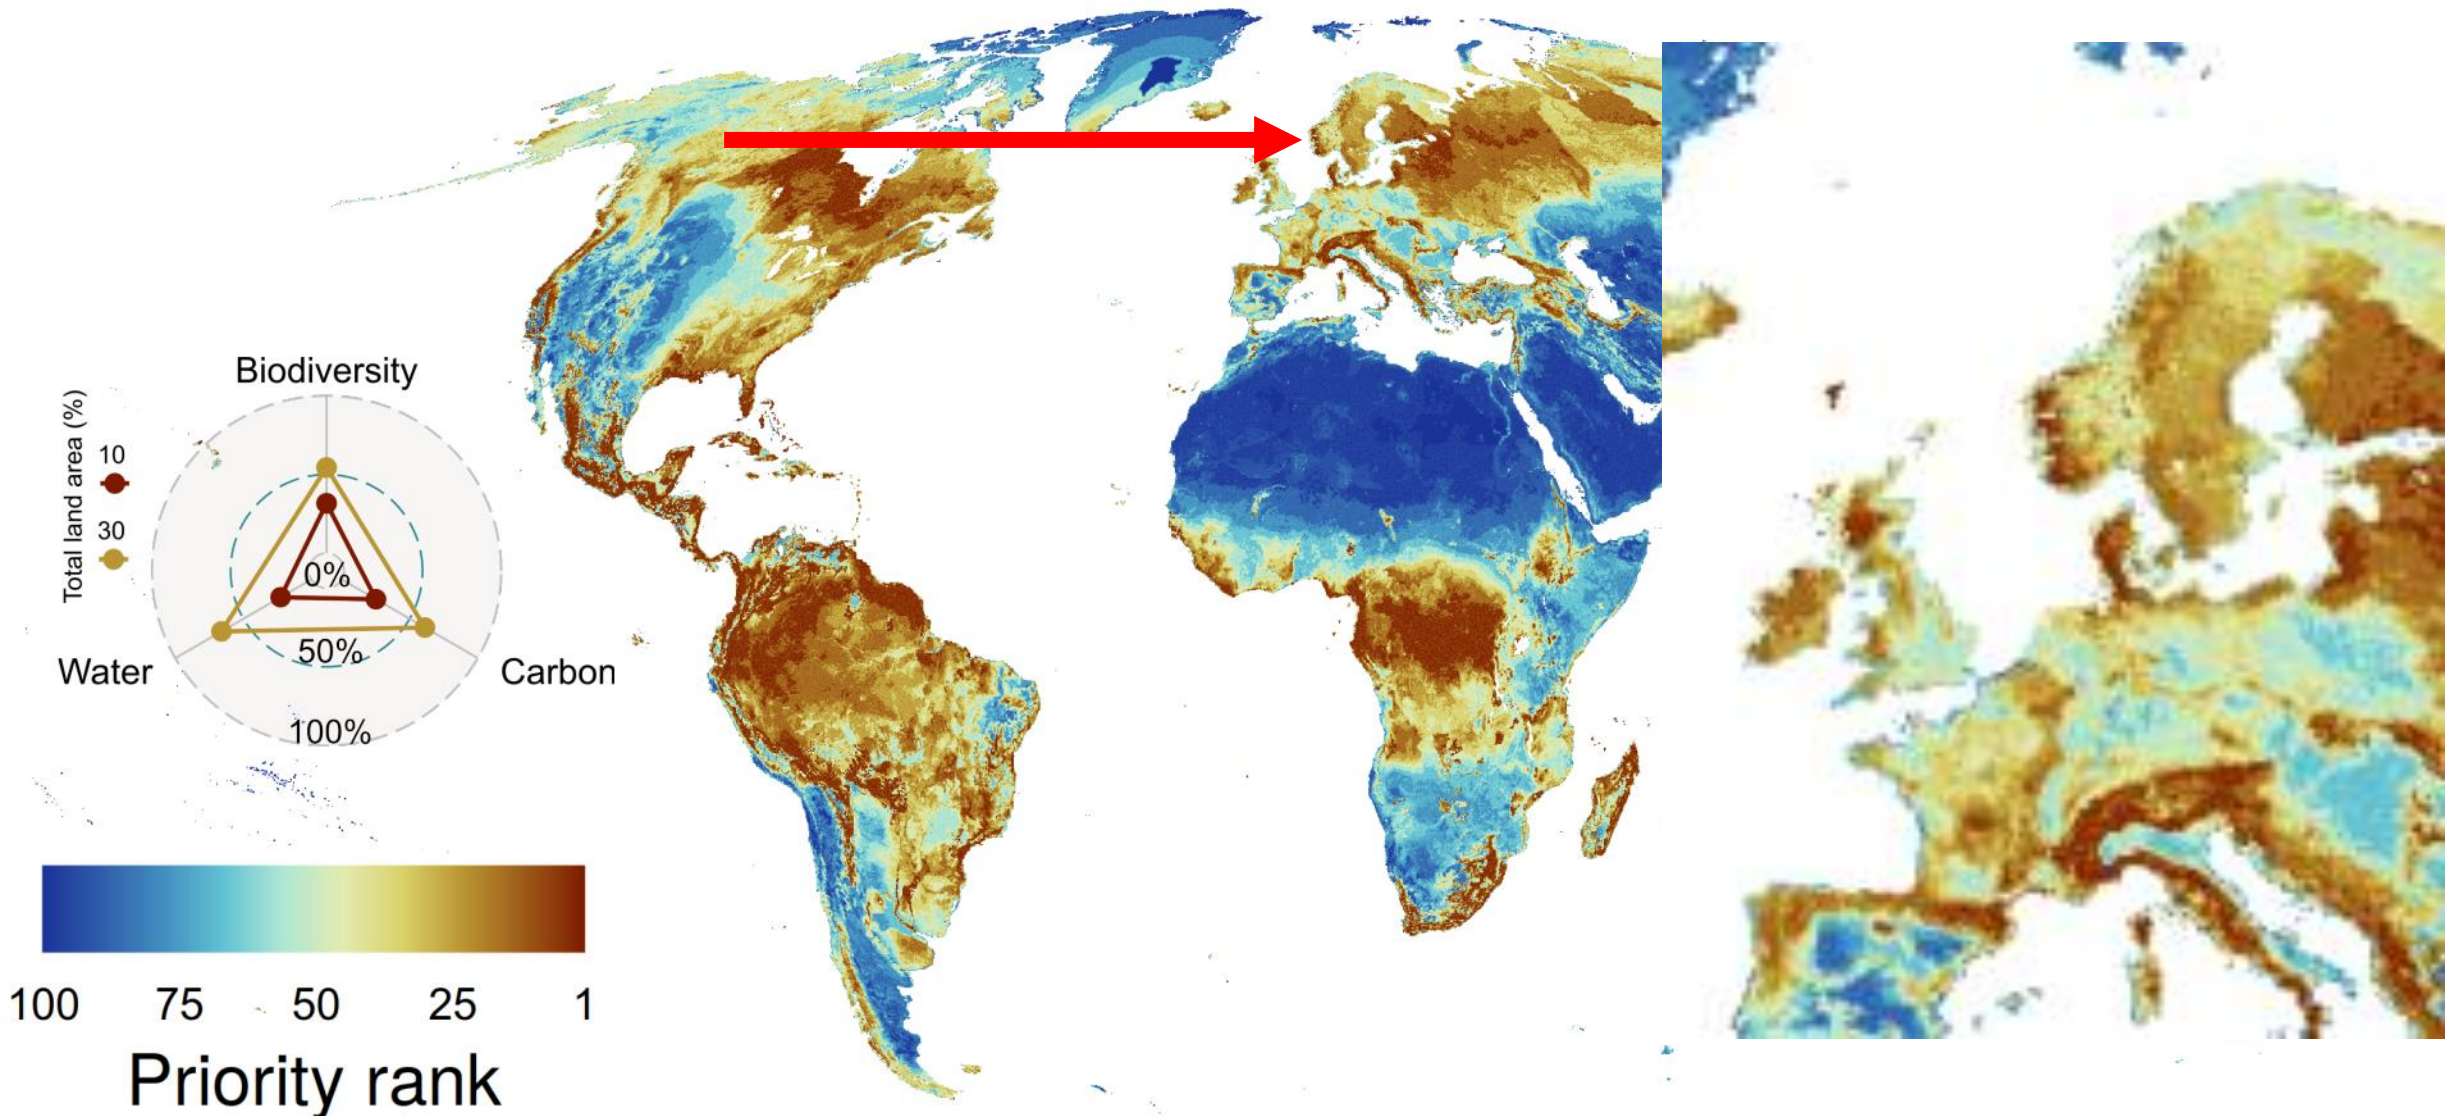 Biodiversity
Total land area (%)
10
30
0%
50%
100%
Water
Carbon
100 75 50 25 1
Priority rank